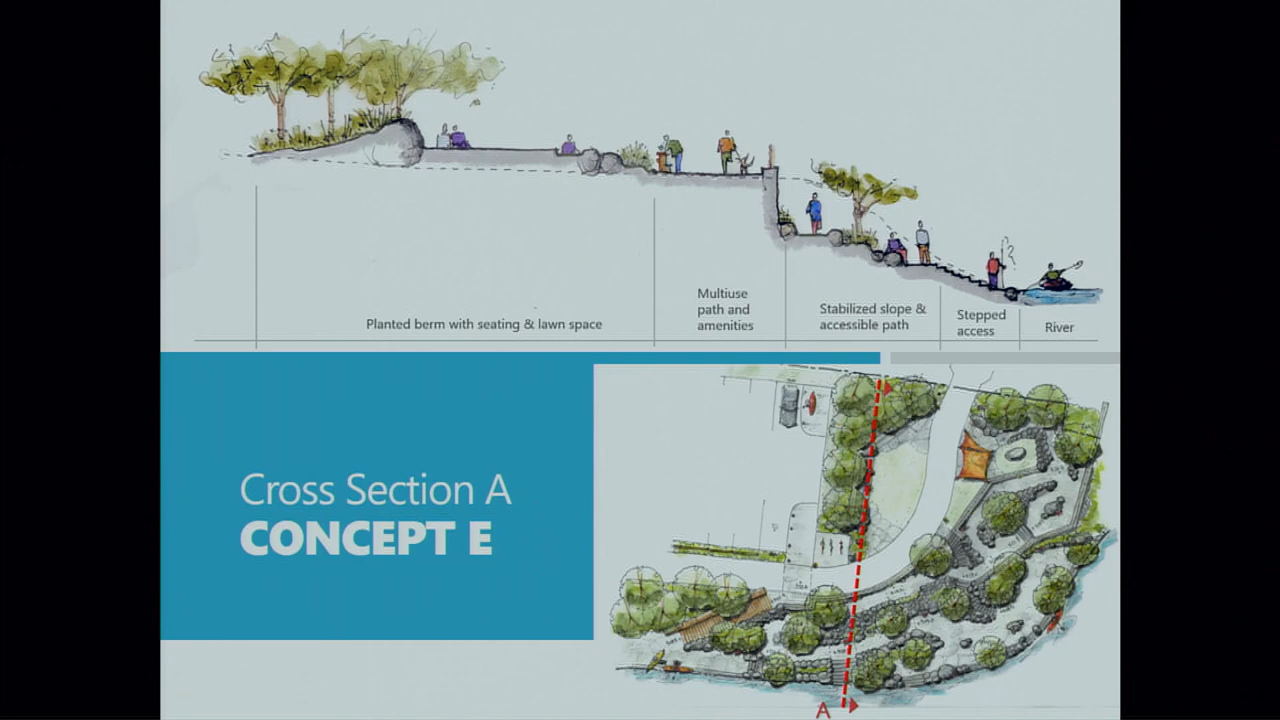 Planted berm with seating & lawn space
Multiuse
path and
amenities
Stabilized slope &
accessible path
Stepped
access
River
Cross Section A
CONCEPT E
A